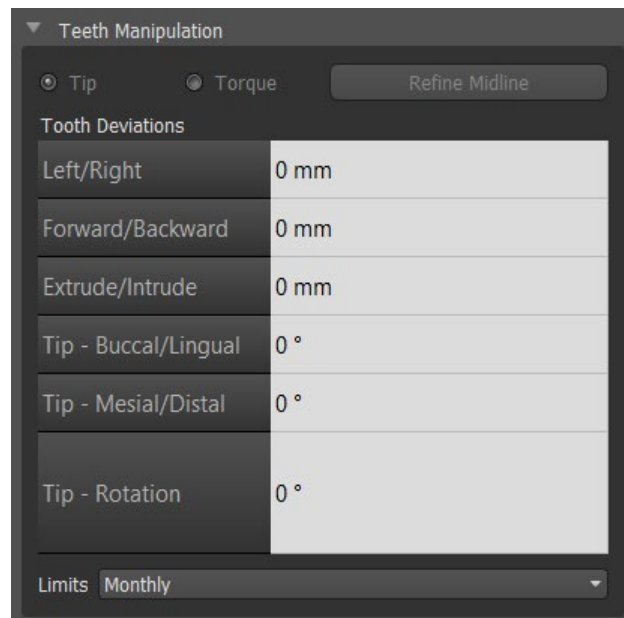 Teeth Manipulation
Tip Torque Refine Midline
Tooth Deviations
Left/Right 0 mm
Forward/Backward 0 mm
Extrude/Intrude 0 mm
Tip - Buccal/Lingual 0 °
Tip - Mesial/Distal 0 °
Tip - Rotation 0 °
Limits Monthly